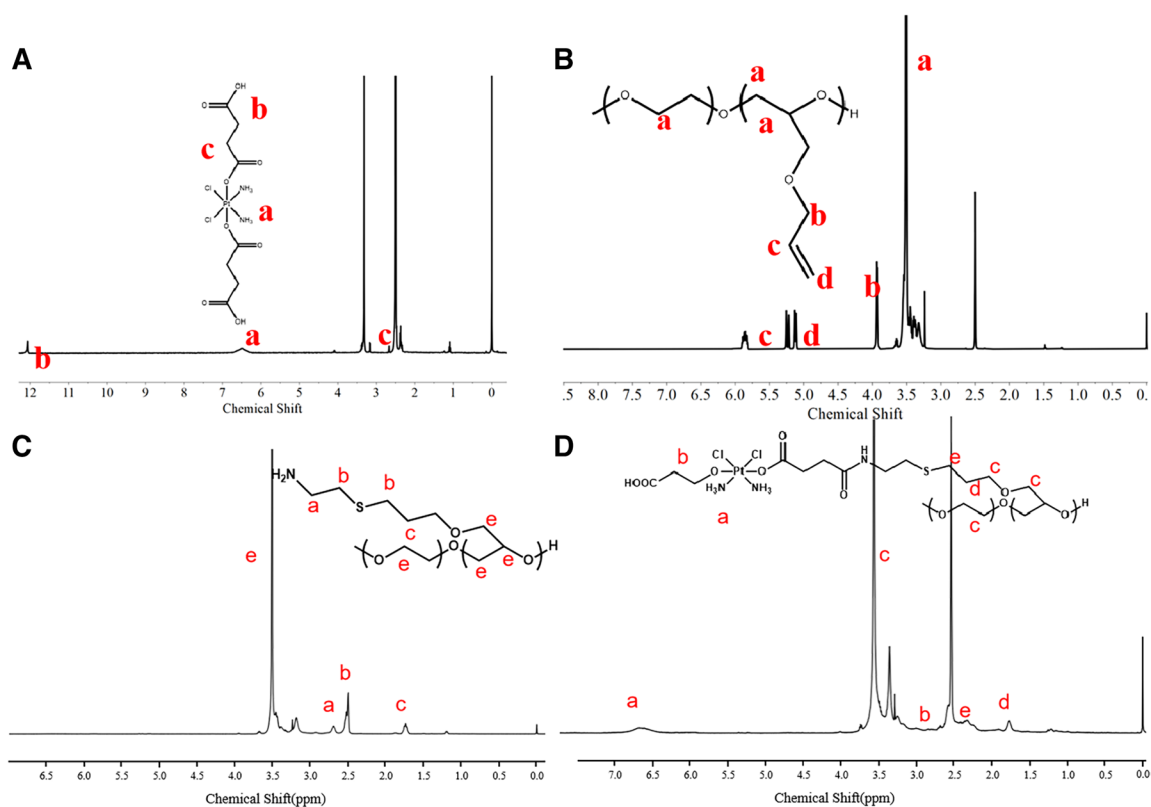 A
OH
O
b
c
O
O
Cl
NH3
Pt
a
Cl
NH3
O
O
O
OH
b
a
c
12
11
10
9
8
7
6
5
4
3
2
1
0
Chemical Shift
B
a
a
O
O
O
H
a
a
O
b
c
d
c
d
b
.5
8.0
7.5
7.0
6.5
6.0
5.5
5.0
4.5
4.0
3.5
3.0
2.5
2.0
1.5
1.0
0.5
0.
Chemical Shift
C
H2N
b
b
a
S
c
O
e
O
O
O
H
e
e
e
e
a
b
c
6.5
6.0
5.5
5.0
4.5
4.0
3.5
3.0
2.5
2.0
1.5
1.0
0.5
0.0
Chemical Shift(ppm)
D
b
Cl
Cl
O
H
N
S
e
c
HOOC
O
Pt
O
O
d
O
c
H3N
NH3
O
O
O
H
a
c
c
a
b
e
d
7.0
6.5
6.0
5.5
5.0
4.5
4.0
3.5
3.0
2.5
2.0
1.5
1.0
0.5
0.0
Chemical Shift(ppm)